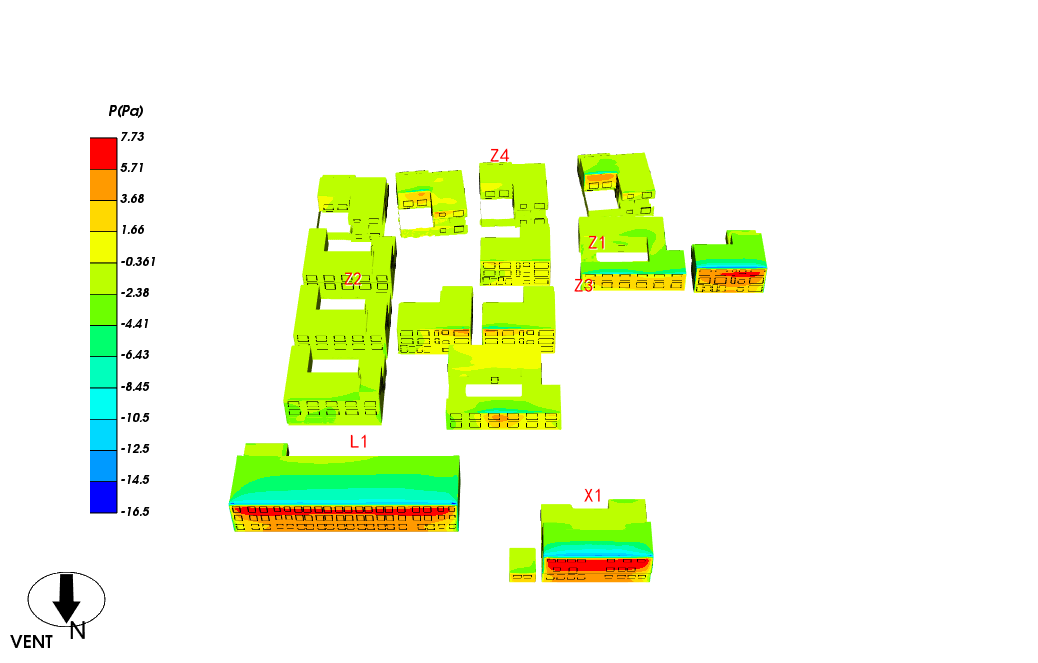 P(Pa)
7.73
5.71
3.68
1.66
-0.361
-2.38
-4.41
-6.43
-8.45
-10.5
-12.5
-14.5
-16.5
Z4
Z1
Z2
Z3
L1
X1
N
VENT